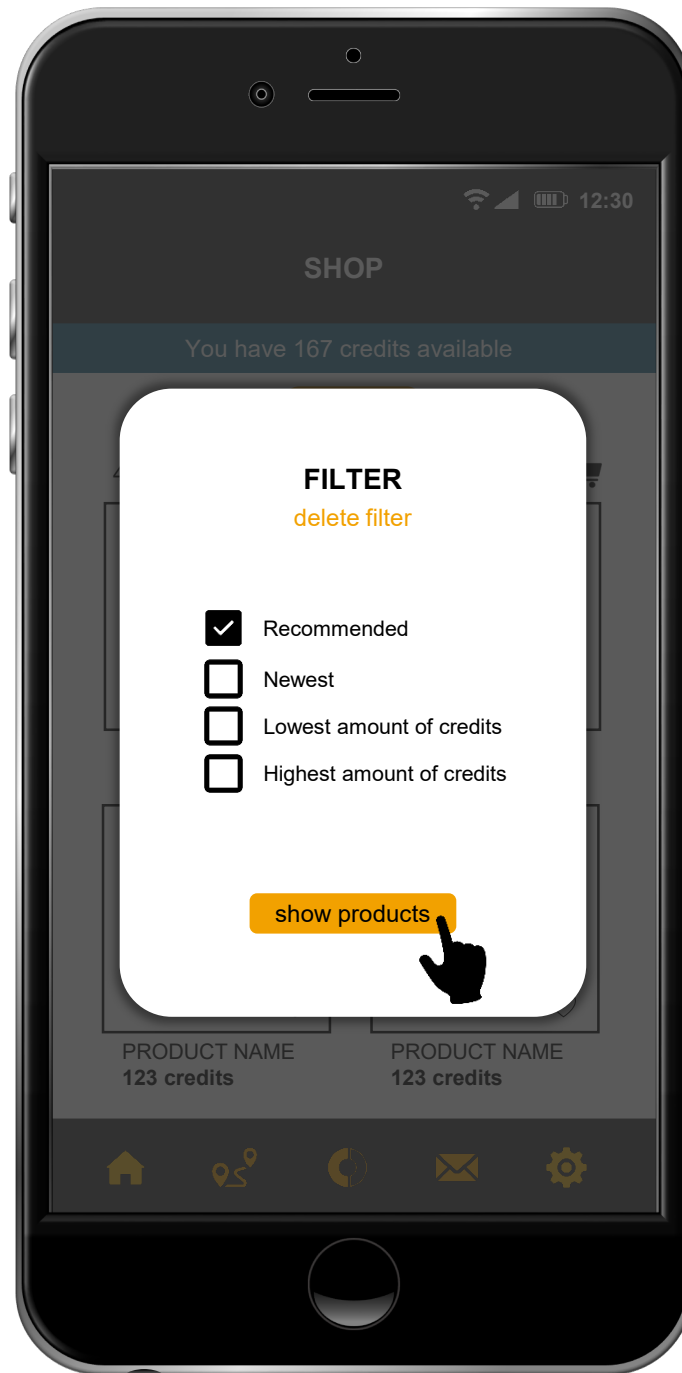 12:30
SHOP
You have 167 credits available
FILTER
delete filter
Recommended
Newest
Lowest amount of credits
Highest amount of credits
show products
PRODUCT NAME PRODUCT NAME
123 credits 123 credits